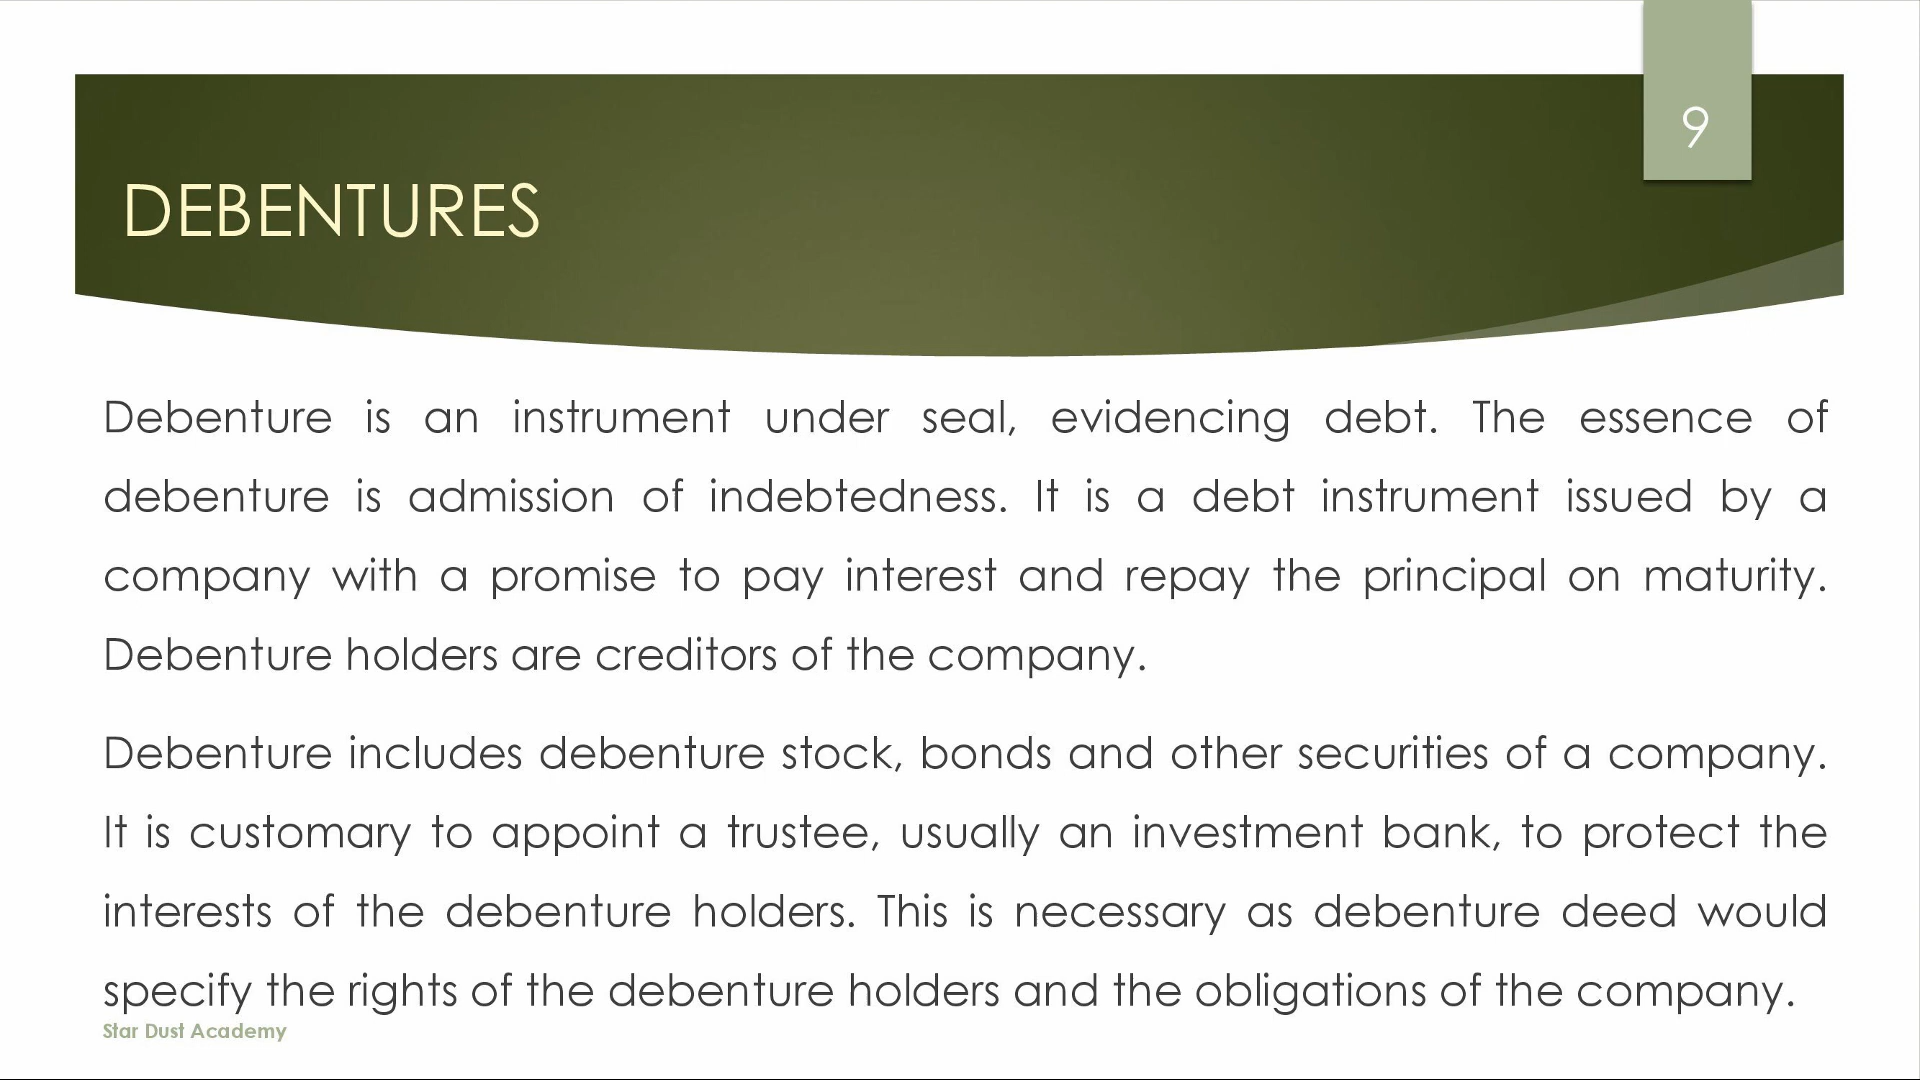 9
DEBENTURES
Debenture is an instrument under seal, evidencing debt. The essence of
debenture is admission of indebtedness. It is a debt instrument issued by a
company with a promise to pay interest and repay the principal on maturity.
Debenture holders are creditors of the company.
Debenture includes debenture stock, bonds and other securities of a company.
It is customary to appoint a trustee, usually an investment bank, to protect the
interests of the debenture holders. This is necessary as debenture deed would
specify the rights of the debenture holders and the obligations of the company.
Star Dust Academy